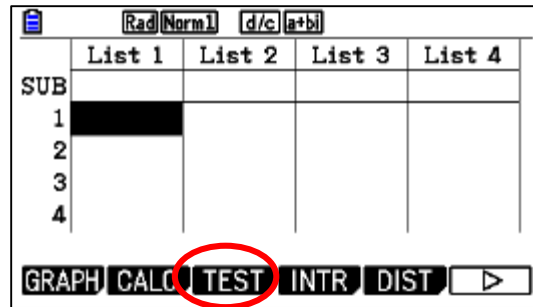 Rad Norm1 d/c a+bi
List 1 List 2 List 3 List 4
SUB
1
2
3
4
GRAPH CALC TEST INTR DIST